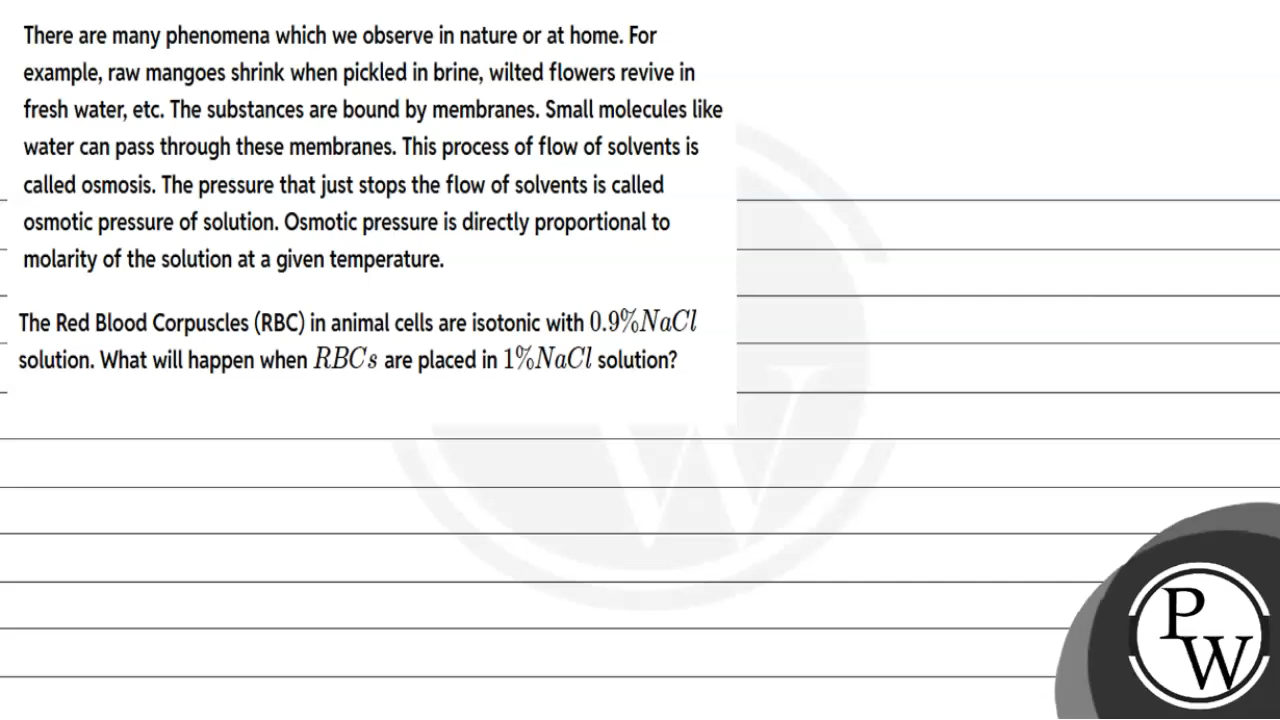 There are many phenomena which we observe in nature or at home. For
example, raw mangoes shrink when pickled in brine, wilted flowers revive in
fresh water, etc. The substances are bound by membranes. Small molecules like
water can pass through these membranes. This process of flow of solvents is
called osmosis. The pressure that just stops the flow of solvents is called
osmotic pressure of solution. Osmotic pressure is directly proportional to
molarity of the solution at a given temperature.
The Red Blood Corpuscles (RBC) in animal cells are isotonic with 0.9%NaCl
solution. What will happen when RBCs are placed in 1%NaCl solution?
PW